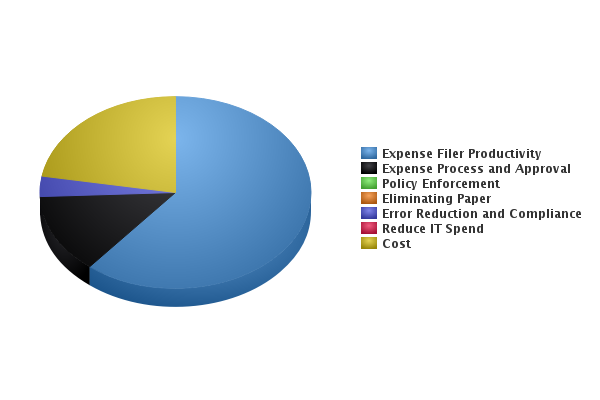 Expense Filer Productivity
Expense Process and Approval
Policy Enforcement
Eliminating Paper
Error Reduction and Compliance
Reduce IT Spend
Cost